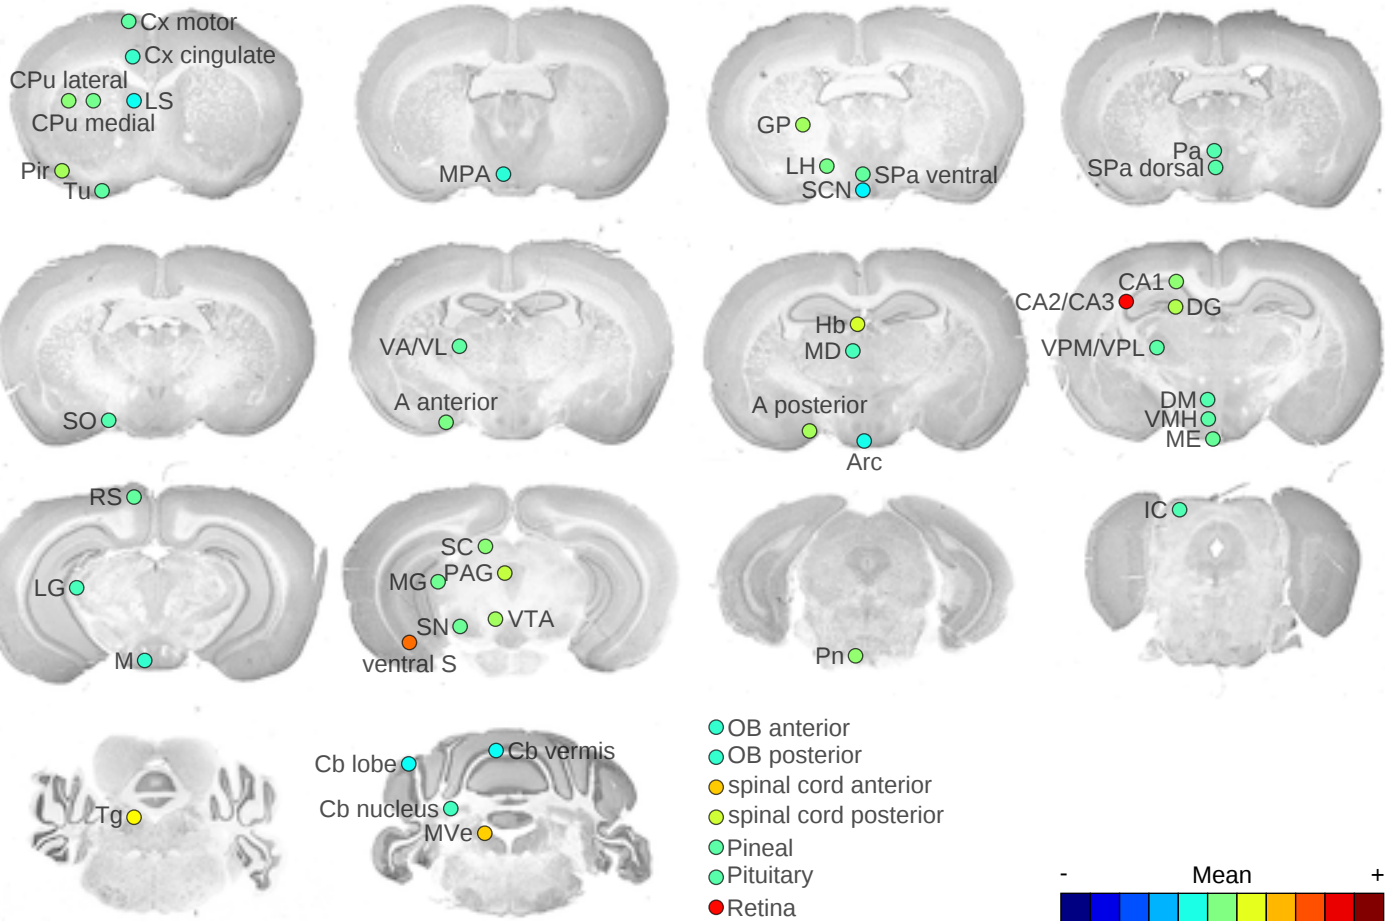 Cx motor
Cx cingulate
CPu lateral
LS
CPu medial
Pir
Tu
MPA
GP
LH
SPa ventral
SCN
Pa
SPa dorsal
SO
VA/VL
A anterior
Hb
MD
A posterior
Arc
CA1
CA2/CA3
DG
VPM/VPL
DM
VMH
ME
RS
LG
M
SC
MG
PAG
SN
VTA
ventral S
Pn
IC
Tg
Cb lobe
Cb vermis
Cb nucleus
MVe
OB anterior
OB posterior
spinal cord anterior
spinal cord posterior
Pineal
Pituitary
Retina
- Mean +